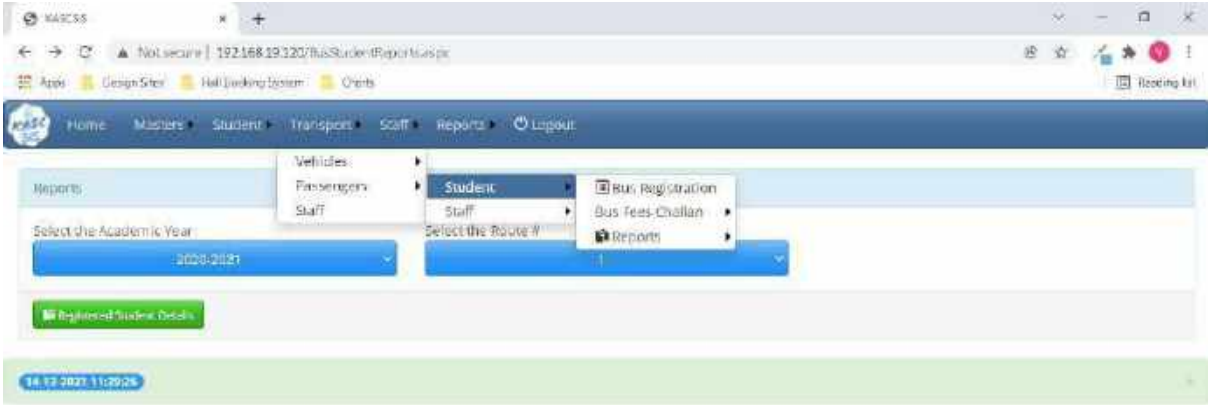 KASCSS
Not secure | 192.168.19.120/BusStudentReports.aspx
Apps Design Sites Hall Booking System Charts Reading list
KASC Home Masters Student Transport Staff Reports Logout
Vehicles
Reports Passengers Student Bus Registration
Staff Staff Bus Fees Challan
Select the Academic Year Select the Route # Reports
2020-2021 1
Registered Student Details
14-12-2021 11:29:26